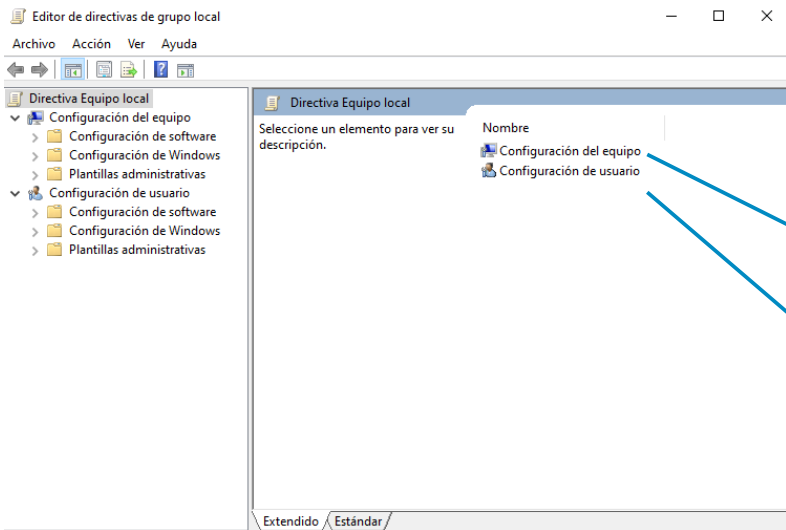 Editor de directivas de grupo local
Archivo Acción Ver Ayuda
Directiva Equipo local
Configuración del equipo
Configuración de software
Configuración de Windows
Plantillas administrativas
Configuración de usuario
Configuración de software
Configuración de Windows
Plantillas administrativas
Directiva Equipo local
Seleccione un elemento para ver su
descripción.
Nombre
Configuración del equipo
Configuración de usuario
Extendido Estándar